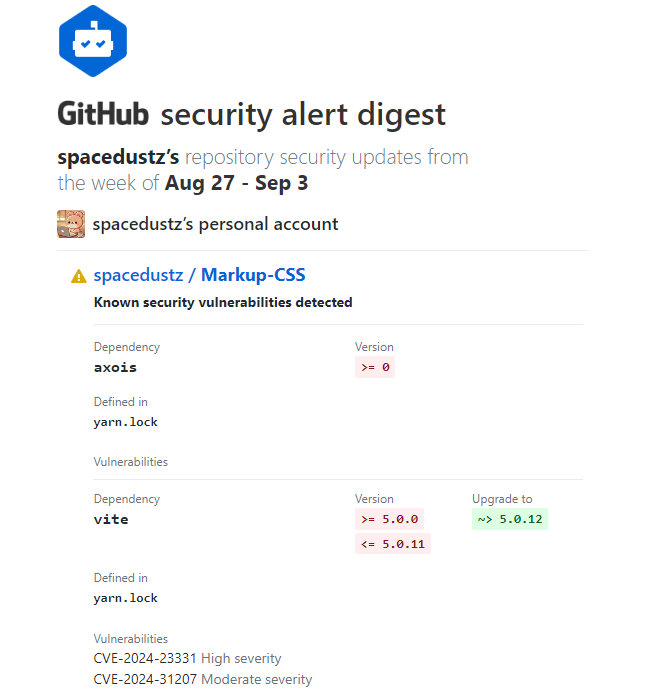 GitHub security alert digest
spacedustz's repository security updates from
the week of Aug 27 - Sep 3
spacedustz's personal account
spacedustz / Markup-CSS
Known security vulnerabilities detected
Dependency Version
axois >= 0
Defined in
yarn.lock
Vulnerabilities
Dependency Version Upgrade to
vite >= 5.0.0 ~> 5.0.12
<= 5.0.11
Defined in
yarn.lock
Vulnerabilities
CVE-2024-23331 High severity
CVE-2024-31207 Moderate severity